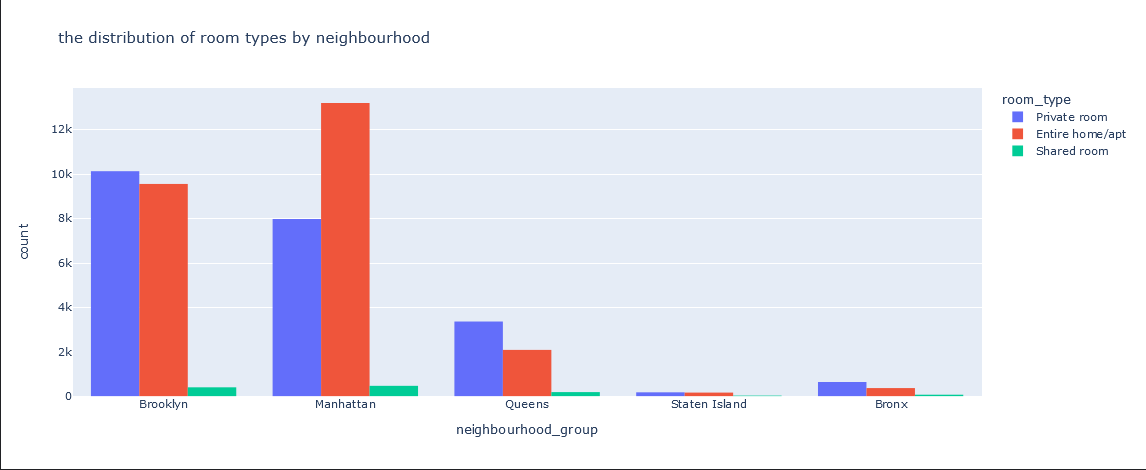 the distribution of room types by neighbourhood
room_type
Private room
Entire home/apt
Shared room
12k
10k
8k
6k
4k
2k
0
count
Brooklyn Manhattan Queens Staten Island Bronx
neighbourhood_group